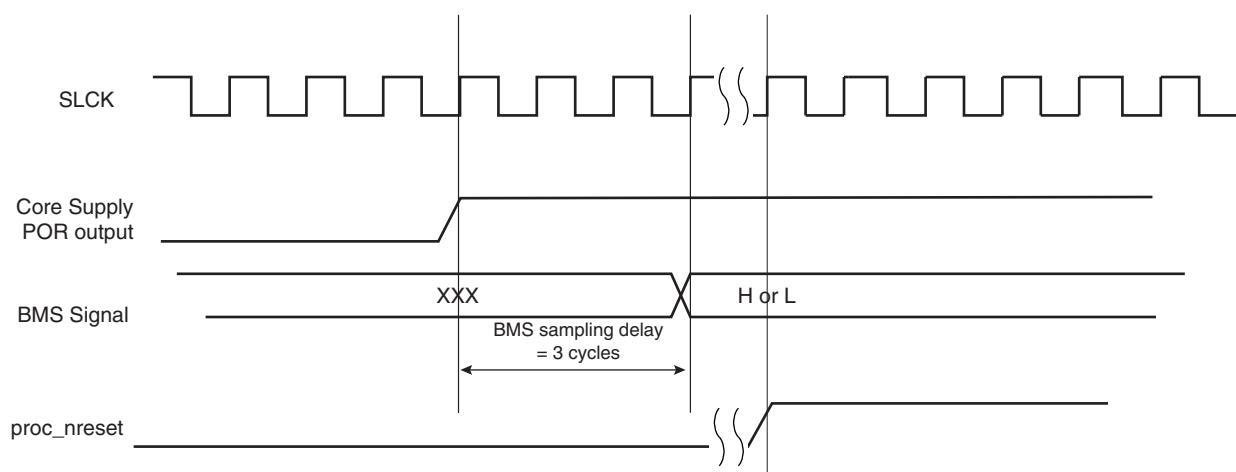 SLCK
Core Supply
POR output
BMS Signal
XXX
H or L
BMS sampling delay
= 3 cycles
proc_nreset